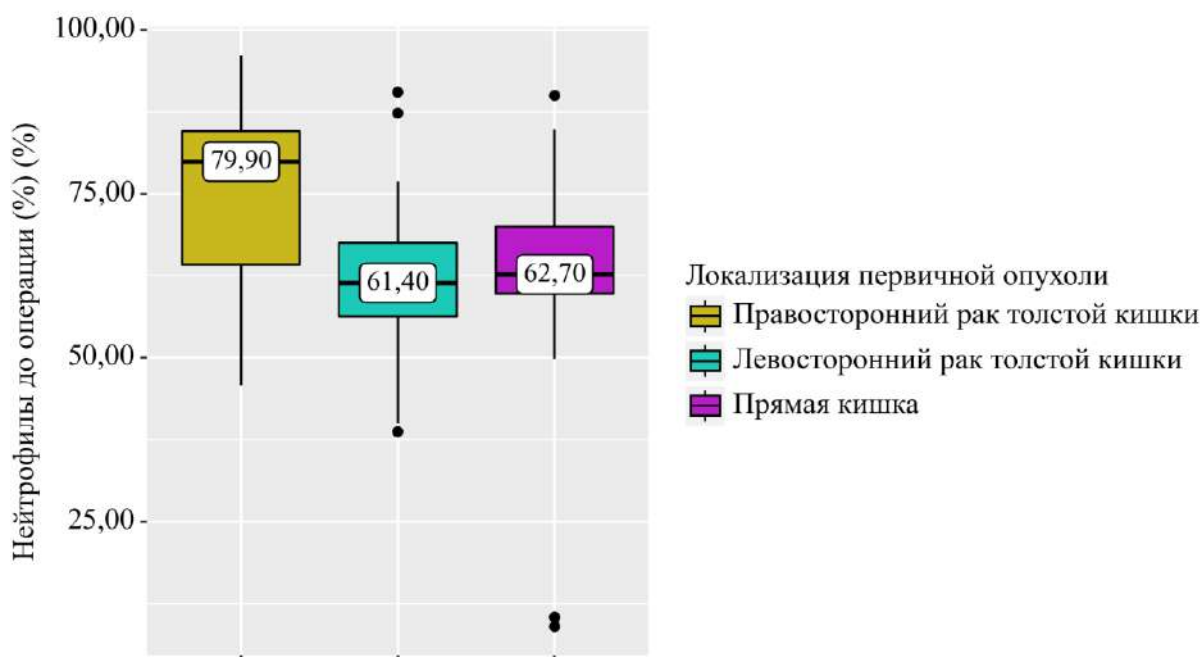 Нейтрофилы до операции (%) (%)
100,00
75,00
50,00
25,00
79,90
61,40
62,70
Локализация первичной опухоли
Правосторонний рак толстой кишки
Левосторонний рак толстой кишки
Прямая кишка